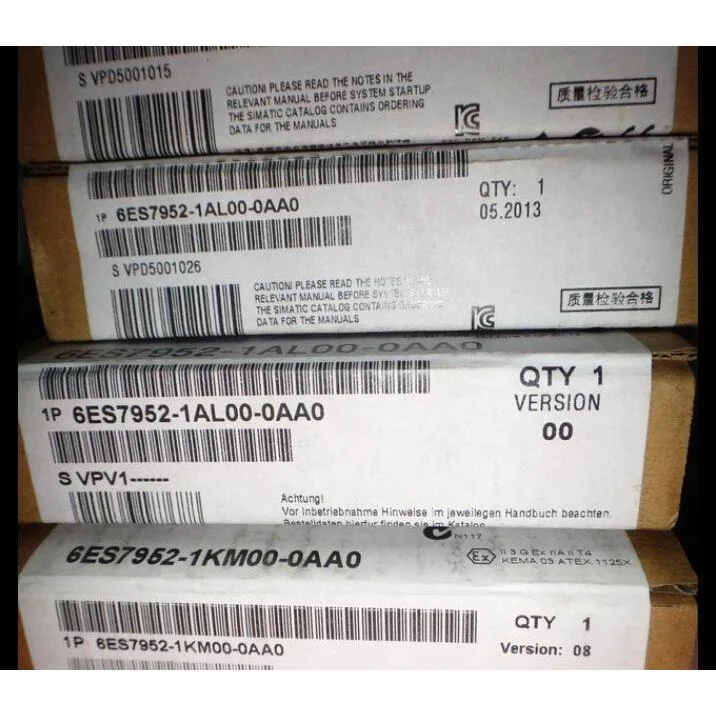 S VPD5001015
CAUTION! PLEASE READ THE NOTES IN THE
RELEVANT MANUAL BEFORE SYSTEM STARTUP.
THE SIMATIC CATALOG CONTAINS ORDERING
DATA FOR THE MANUALS
质量检验合格
1P 6ES7952-1AL00-0AA0
QTY: 1
05.2013
ORIGINAL
S VPD5001026
CAUTION! PLEASE READ THE NOTES
RELEVANT MANUAL BEFORE
THE SIMATIC CATALOG CONTAINS
DATA FOR THE MANUALS
质量检验合格
6ES7952-1AL00-0AA0
1P 6ES7952-1AL00-0AA0
QTY 1
VERSION
00
S VPV1------
Achtung!
Vor Inbetriebnahme Hinweise im jeweiligen Handbuch beachten.
Bestelldaten hierfur finden sie im Katalog
N117
6ES7952-1KM00-0AA0
Ex
II 3 G Ex nA II T4
KEMA 03 ATEX 1125X
1P 6ES7952-1KM00-0AA0
QTY 1
Version: 08